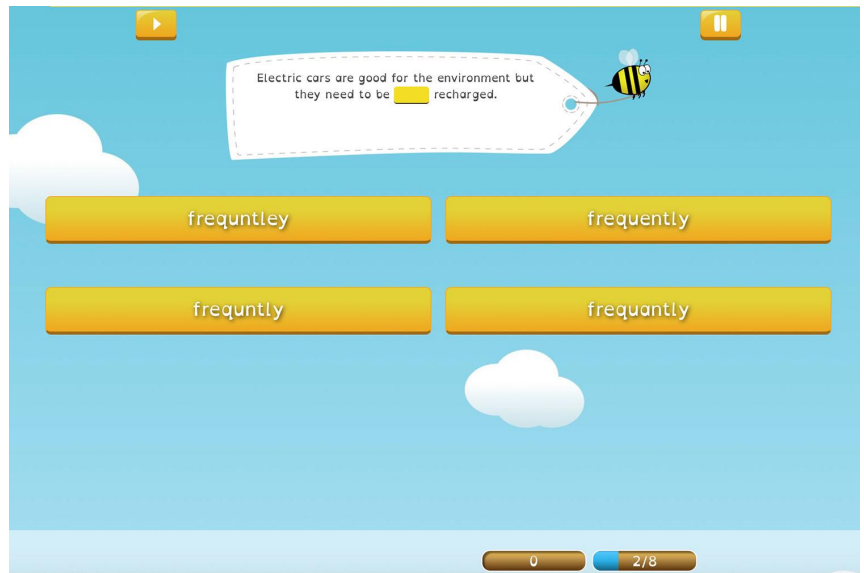 Electric cars are good for the environment but
they need to be recharged.
frequntley
frequently
frequntly
frequantly
0
2/8